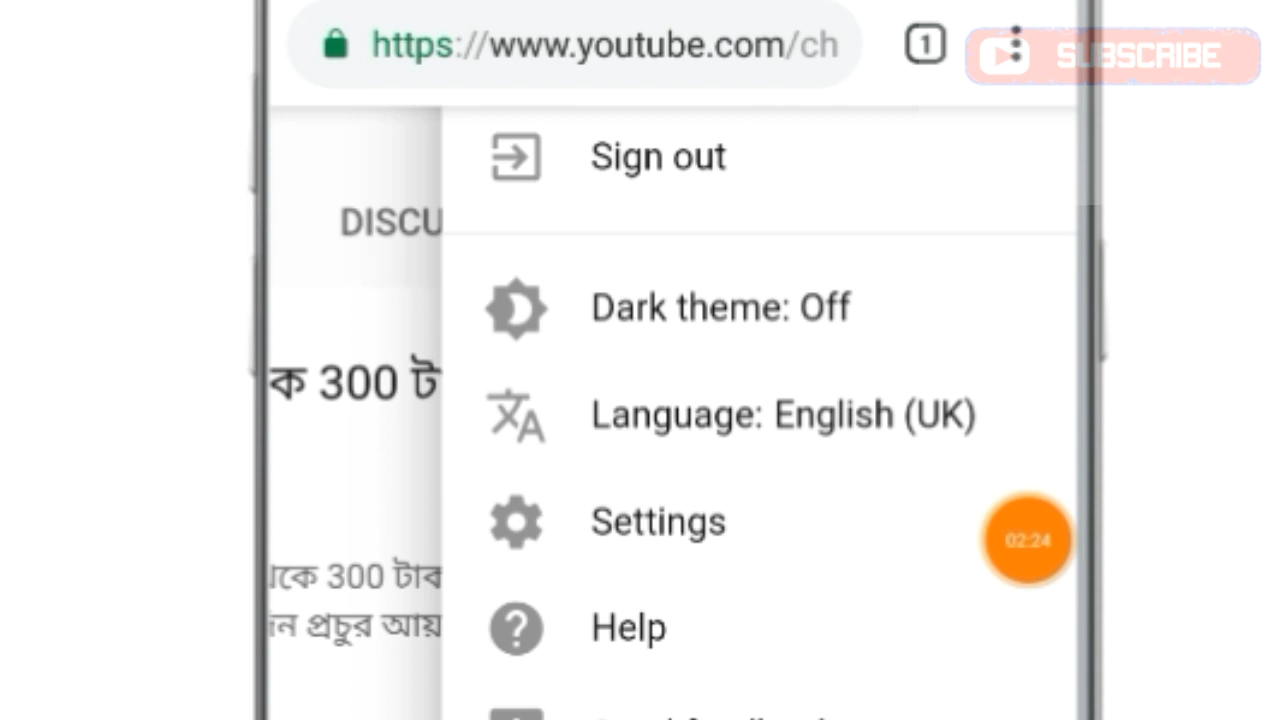 https://www.youtube.com/ch
1
SUBSCRIBE
Sign out
DISCU
Dark theme: Off
ক 300 ট
Language: English (UK)
Settings
02:24
কে 300 টাক
ন প্রচুর আয়
Help